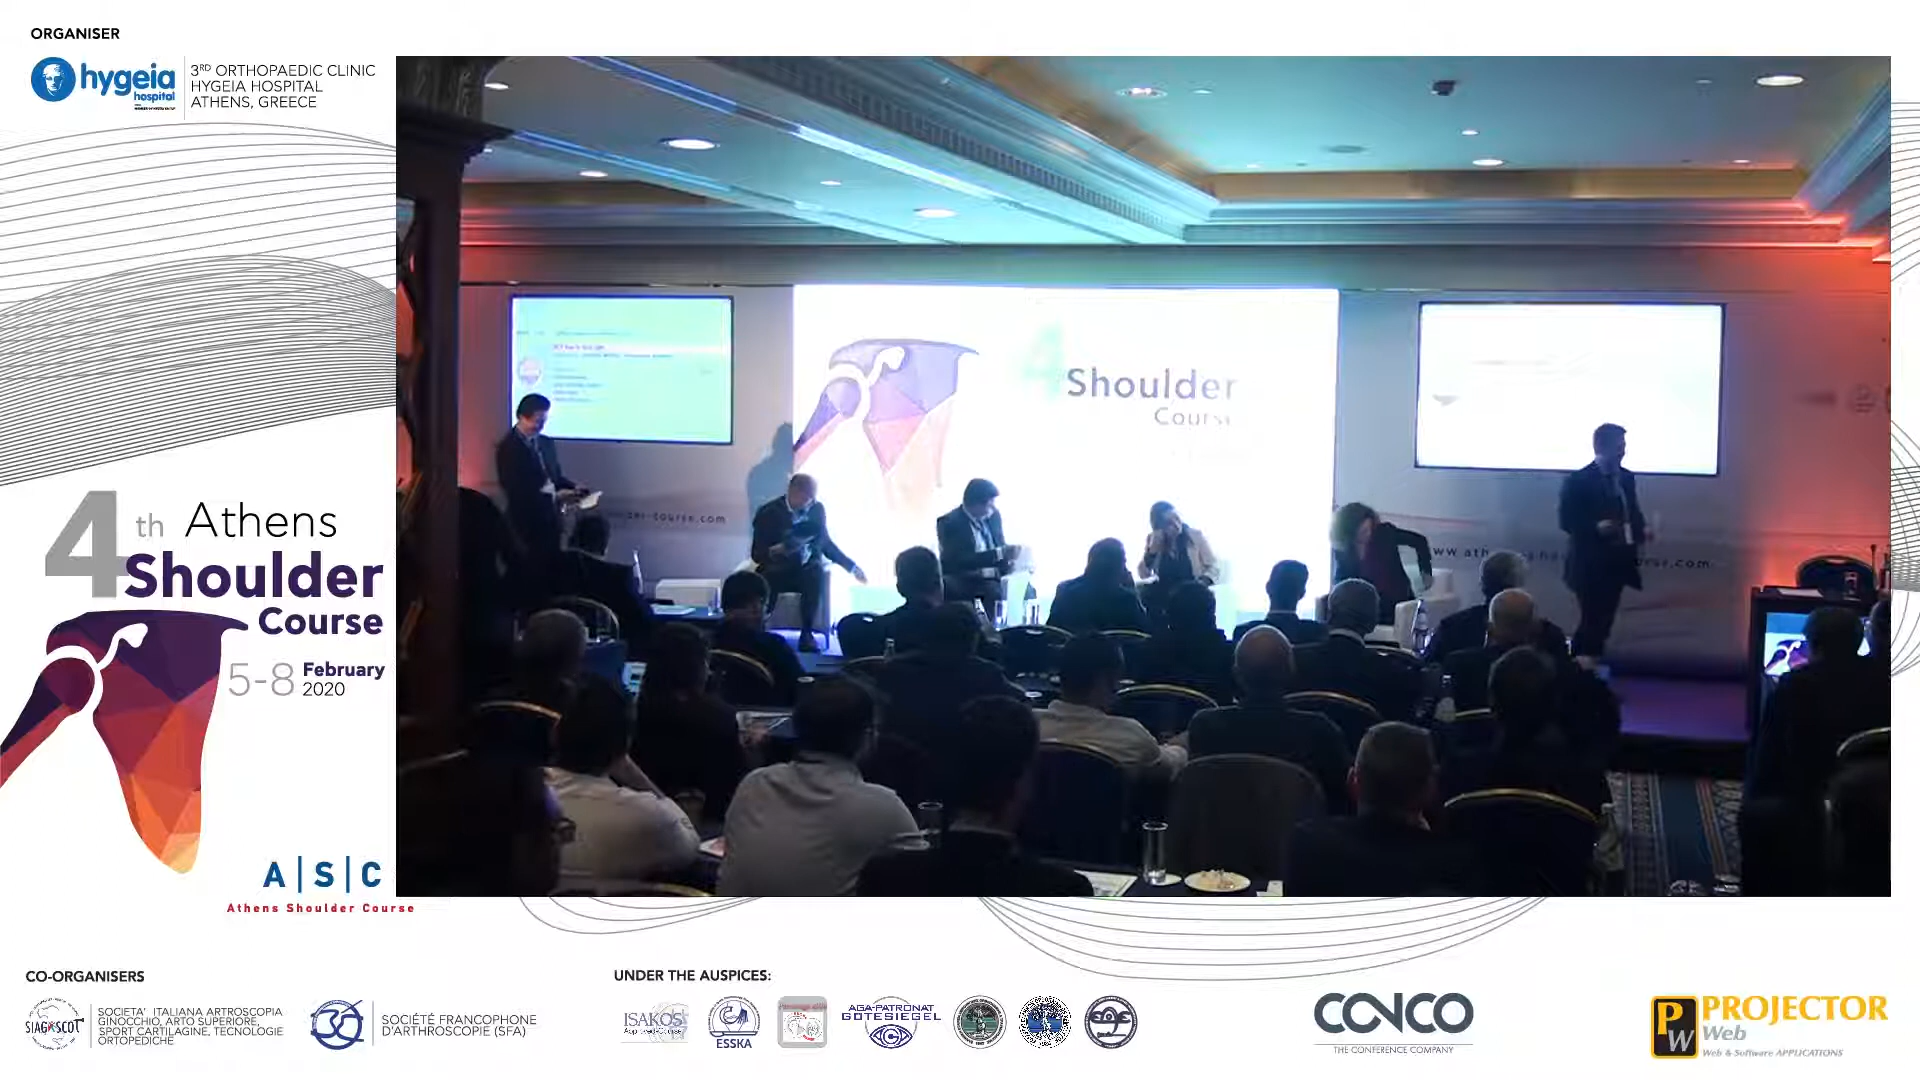 ORGANISER
hygeia
hospital
3RD ORTHOPAEDIC CLINIC
HYGEIA HOSPITAL
ATHENS, GREECE
4
Shoulder
Course
4th Athens
Shoulder
Course
5-8 February
2020
A|S|C
Athens Shoulder Course
CO-ORGANISERS
SIAGASCOT
SOCIETA' ITALIANA ARTROSCOPIA
GINOCCHIO, ARTO SUPERIORE,
SPORT CARTILAGINE, TECNOLOGIE
ORTOPEDICHE
SOCIÉTÉ FRANCOPHONE
D'ARTHROSCOPIE (SFA)
UNDER THE AUSPICES:
ISAKOS
ESSKA
AGA-PATRONAT
GÜTESIEGEL
CONCO
THE CONFERENCE COMPANY
PW
PROJECTOR
Web
Web & Software APPLICATIONS